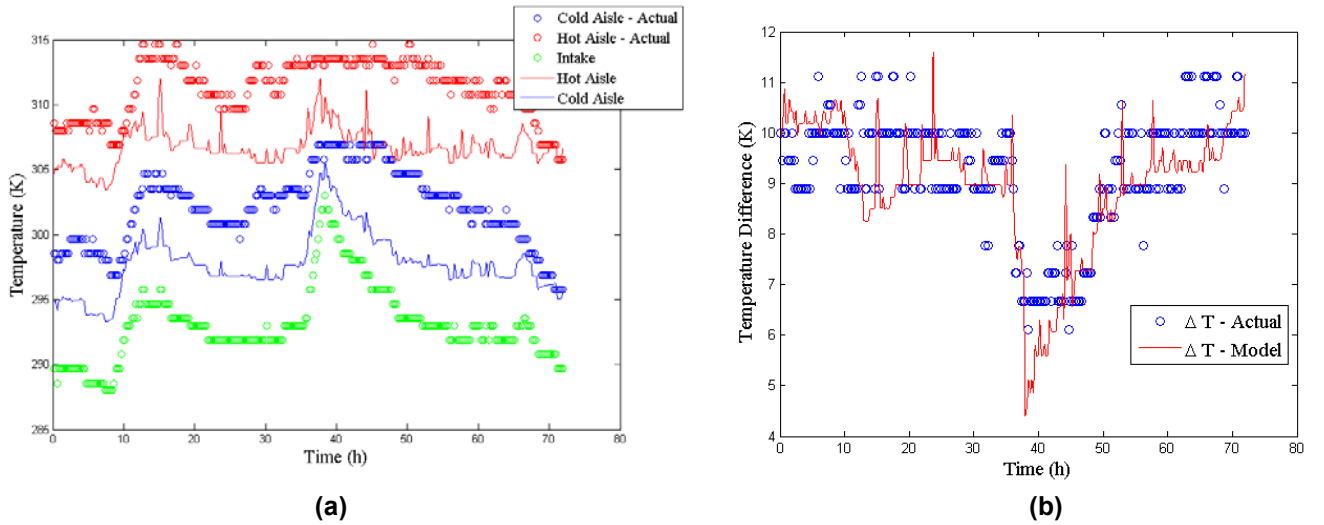 Cold Aisle - Actual
Hot Aisle - Actual
Intake
Hot Aisle
Cold Aisle
315
310
305
300
295
290
285
Temperature (K)
0 10 20 30 40 50 60 70 80
Time (h)
(a)
12
11
10
9
8
7
6
5
4
Temperature Difference (K)
Δ T - Actual
Δ T - Model
0 10 20 30 40 50 60 70 80
Time (h)
(b)